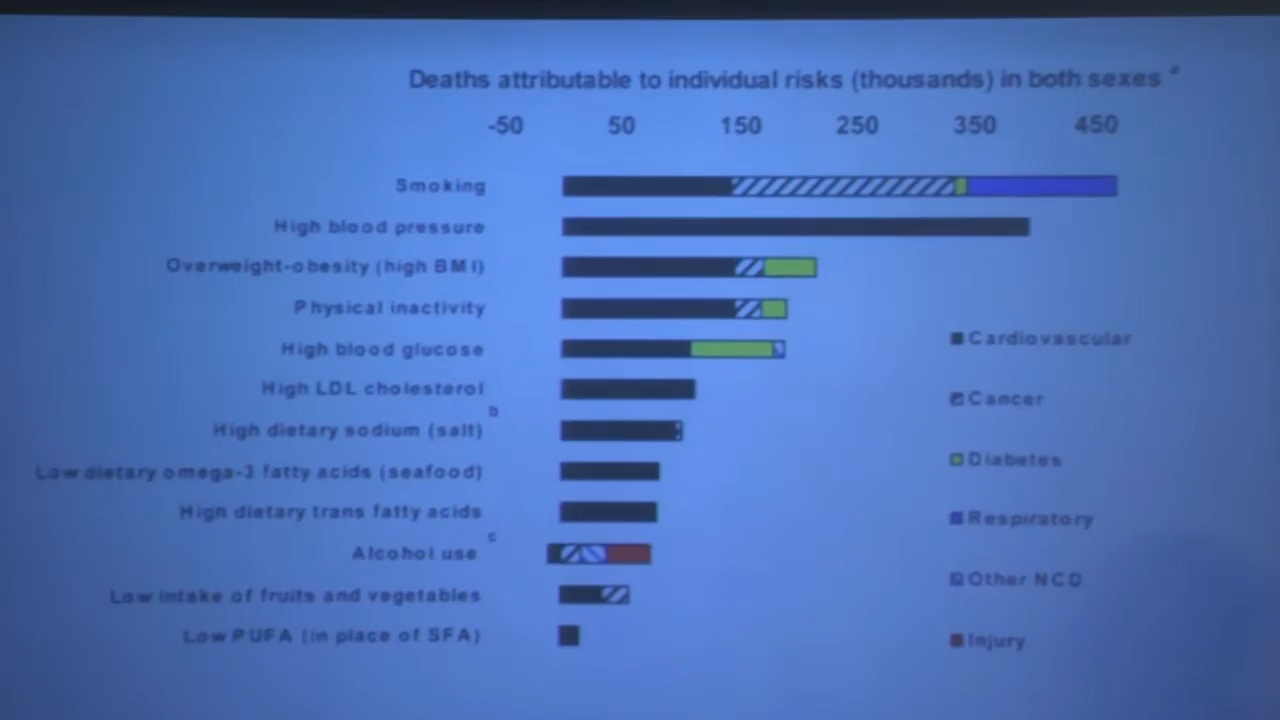 Deaths attributable to individual risks (thousands) in both sexes a
-50 50 150 250 350 450
Smoking
High blood pressure
Overweight-obesity (high BMI)
Physical inactivity
High blood glucose
High LDL cholesterol
High dietary sodium (salt) b
Low dietary omega-3 fatty acids (seafood)
High dietary trans fatty acids
Alcohol use c
Low intake of fruits and vegetables
Low PUFA (in place of SFA)
Cardiovascular
Cancer
Diabetes
Respiratory
Other NCD
Injury